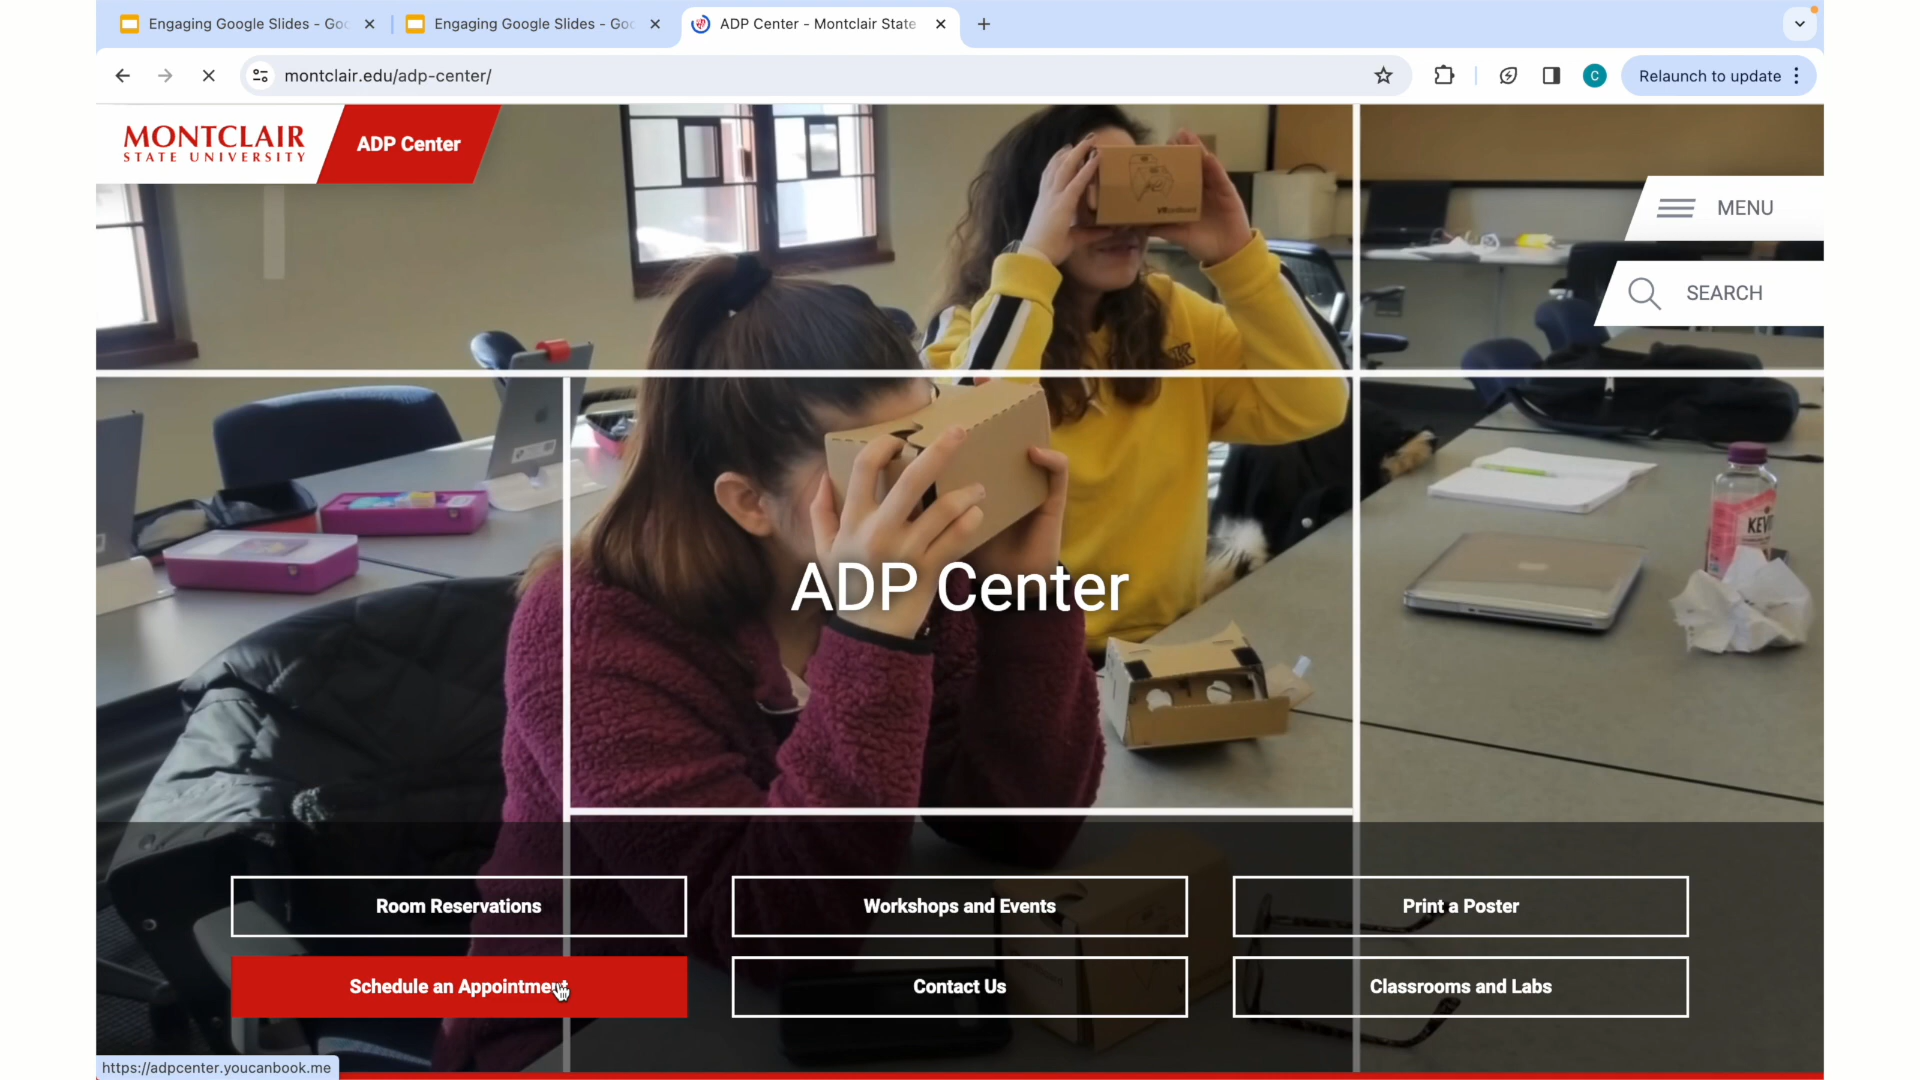 Engaging Google Slides - Goo
Engaging Google Slides - Goo
ADP Center - Montclair State
montclair.edu/adp-center/
C
Relaunch to update
MONTCLAIR
STATE UNIVERSITY
ADP Center
MENU
SEARCH
KEVI
ADP Center
Room Reservations
Workshops and Events
Print a Poster
Schedule an Appointment
Contact Us
Classrooms and Labs
https://adpcenter.youcanbook.me